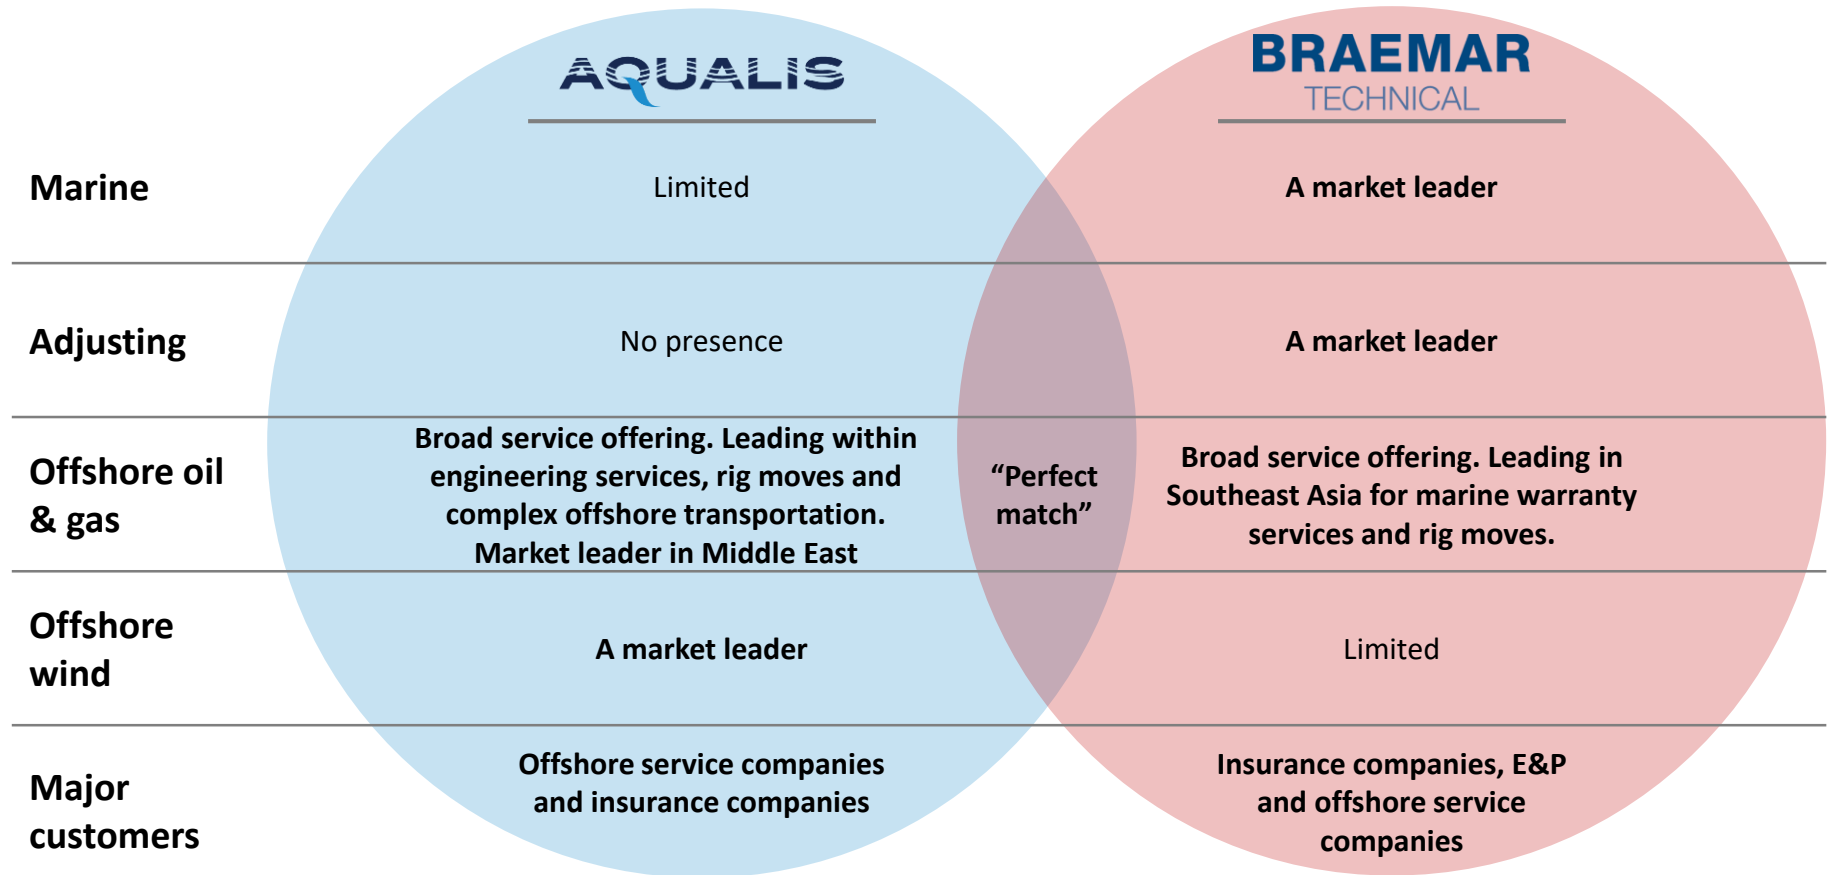 AQUALIS
BRAEMAR
TECHNICAL
Marine
Limited
A market leader
Adjusting
No presence
A market leader
Offshore oil
& gas
Broad service offering. Leading within
engineering services, rig moves and
complex offshore transportation.
Market leader in Middle East
“Perfect
match”
Broad service offering. Leading in
Southeast Asia for marine warranty
services and rig moves.
Offshore
wind
A market leader
Limited
Major
customers
Offshore service companies
and insurance companies
Insurance companies, E&P
and offshore service
companies